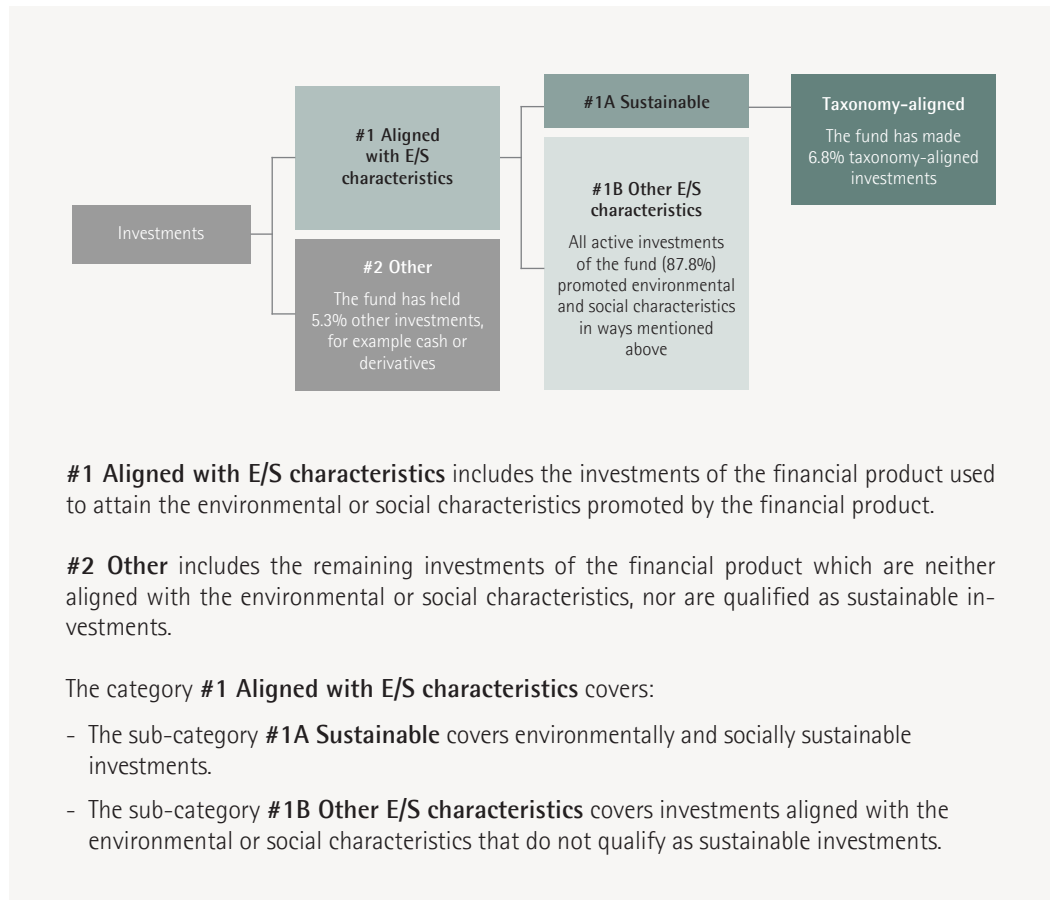 Investments
#1 Aligned
with E/S
characteristics
#2 Other
The fund has held
5.3% other investments,
for example cash or
derivatives
#1A Sustainable
#1B Other E/S
characteristics
All active investments
of the fund (87.8%)
promoted environmental
and social characteristics
in ways mentioned
above
Taxonomy-aligned
The fund has made
6.8% taxonomy-aligned
investments
#1 Aligned with E/S characteristics includes the investments of the financial product used
to attain the environmental or social characteristics promoted by the financial product.
#2 Other includes the remaining investments of the financial product which are neither
aligned with the environmental or social characteristics, nor are qualified as sustainable in-
vestments.
The category #1 Aligned with E/S characteristics covers:
- The sub-category #1A Sustainable covers environmentally and socially sustainable
investments.
- The sub-category #1B Other E/S characteristics covers investments aligned with the
environmental or social characteristics that do not qualify as sustainable investments.